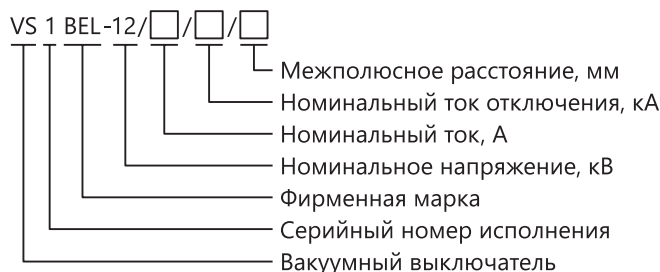 VS 1 BEL-12/□/□/□
Межполюсное расстояние, мм
Номинальный ток отключения, кА
Номинальный ток, А
Номинальное напряжение, кВ
Фирменная марка
Серийный номер исполнения
Вакуумный выключатель